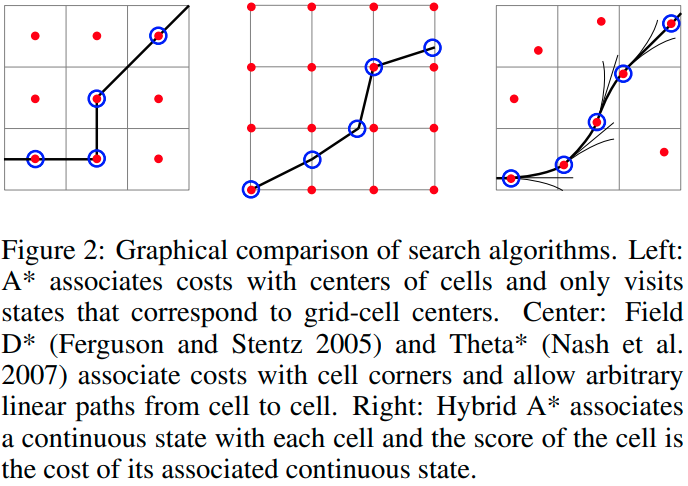 Figure 2: Graphical comparison of search algorithms. Left:
A* associates costs with centers of cells and only visits
states that correspond to grid-cell centers. Center: Field
D* (Ferguson and Stentz 2005) and Theta* (Nash et al.
2007) associate costs with cell corners and allow arbitrary
linear paths from cell to cell. Right: Hybrid A* associates
a continuous state with each cell and the score of the cell is
the cost of its associated continuous state.